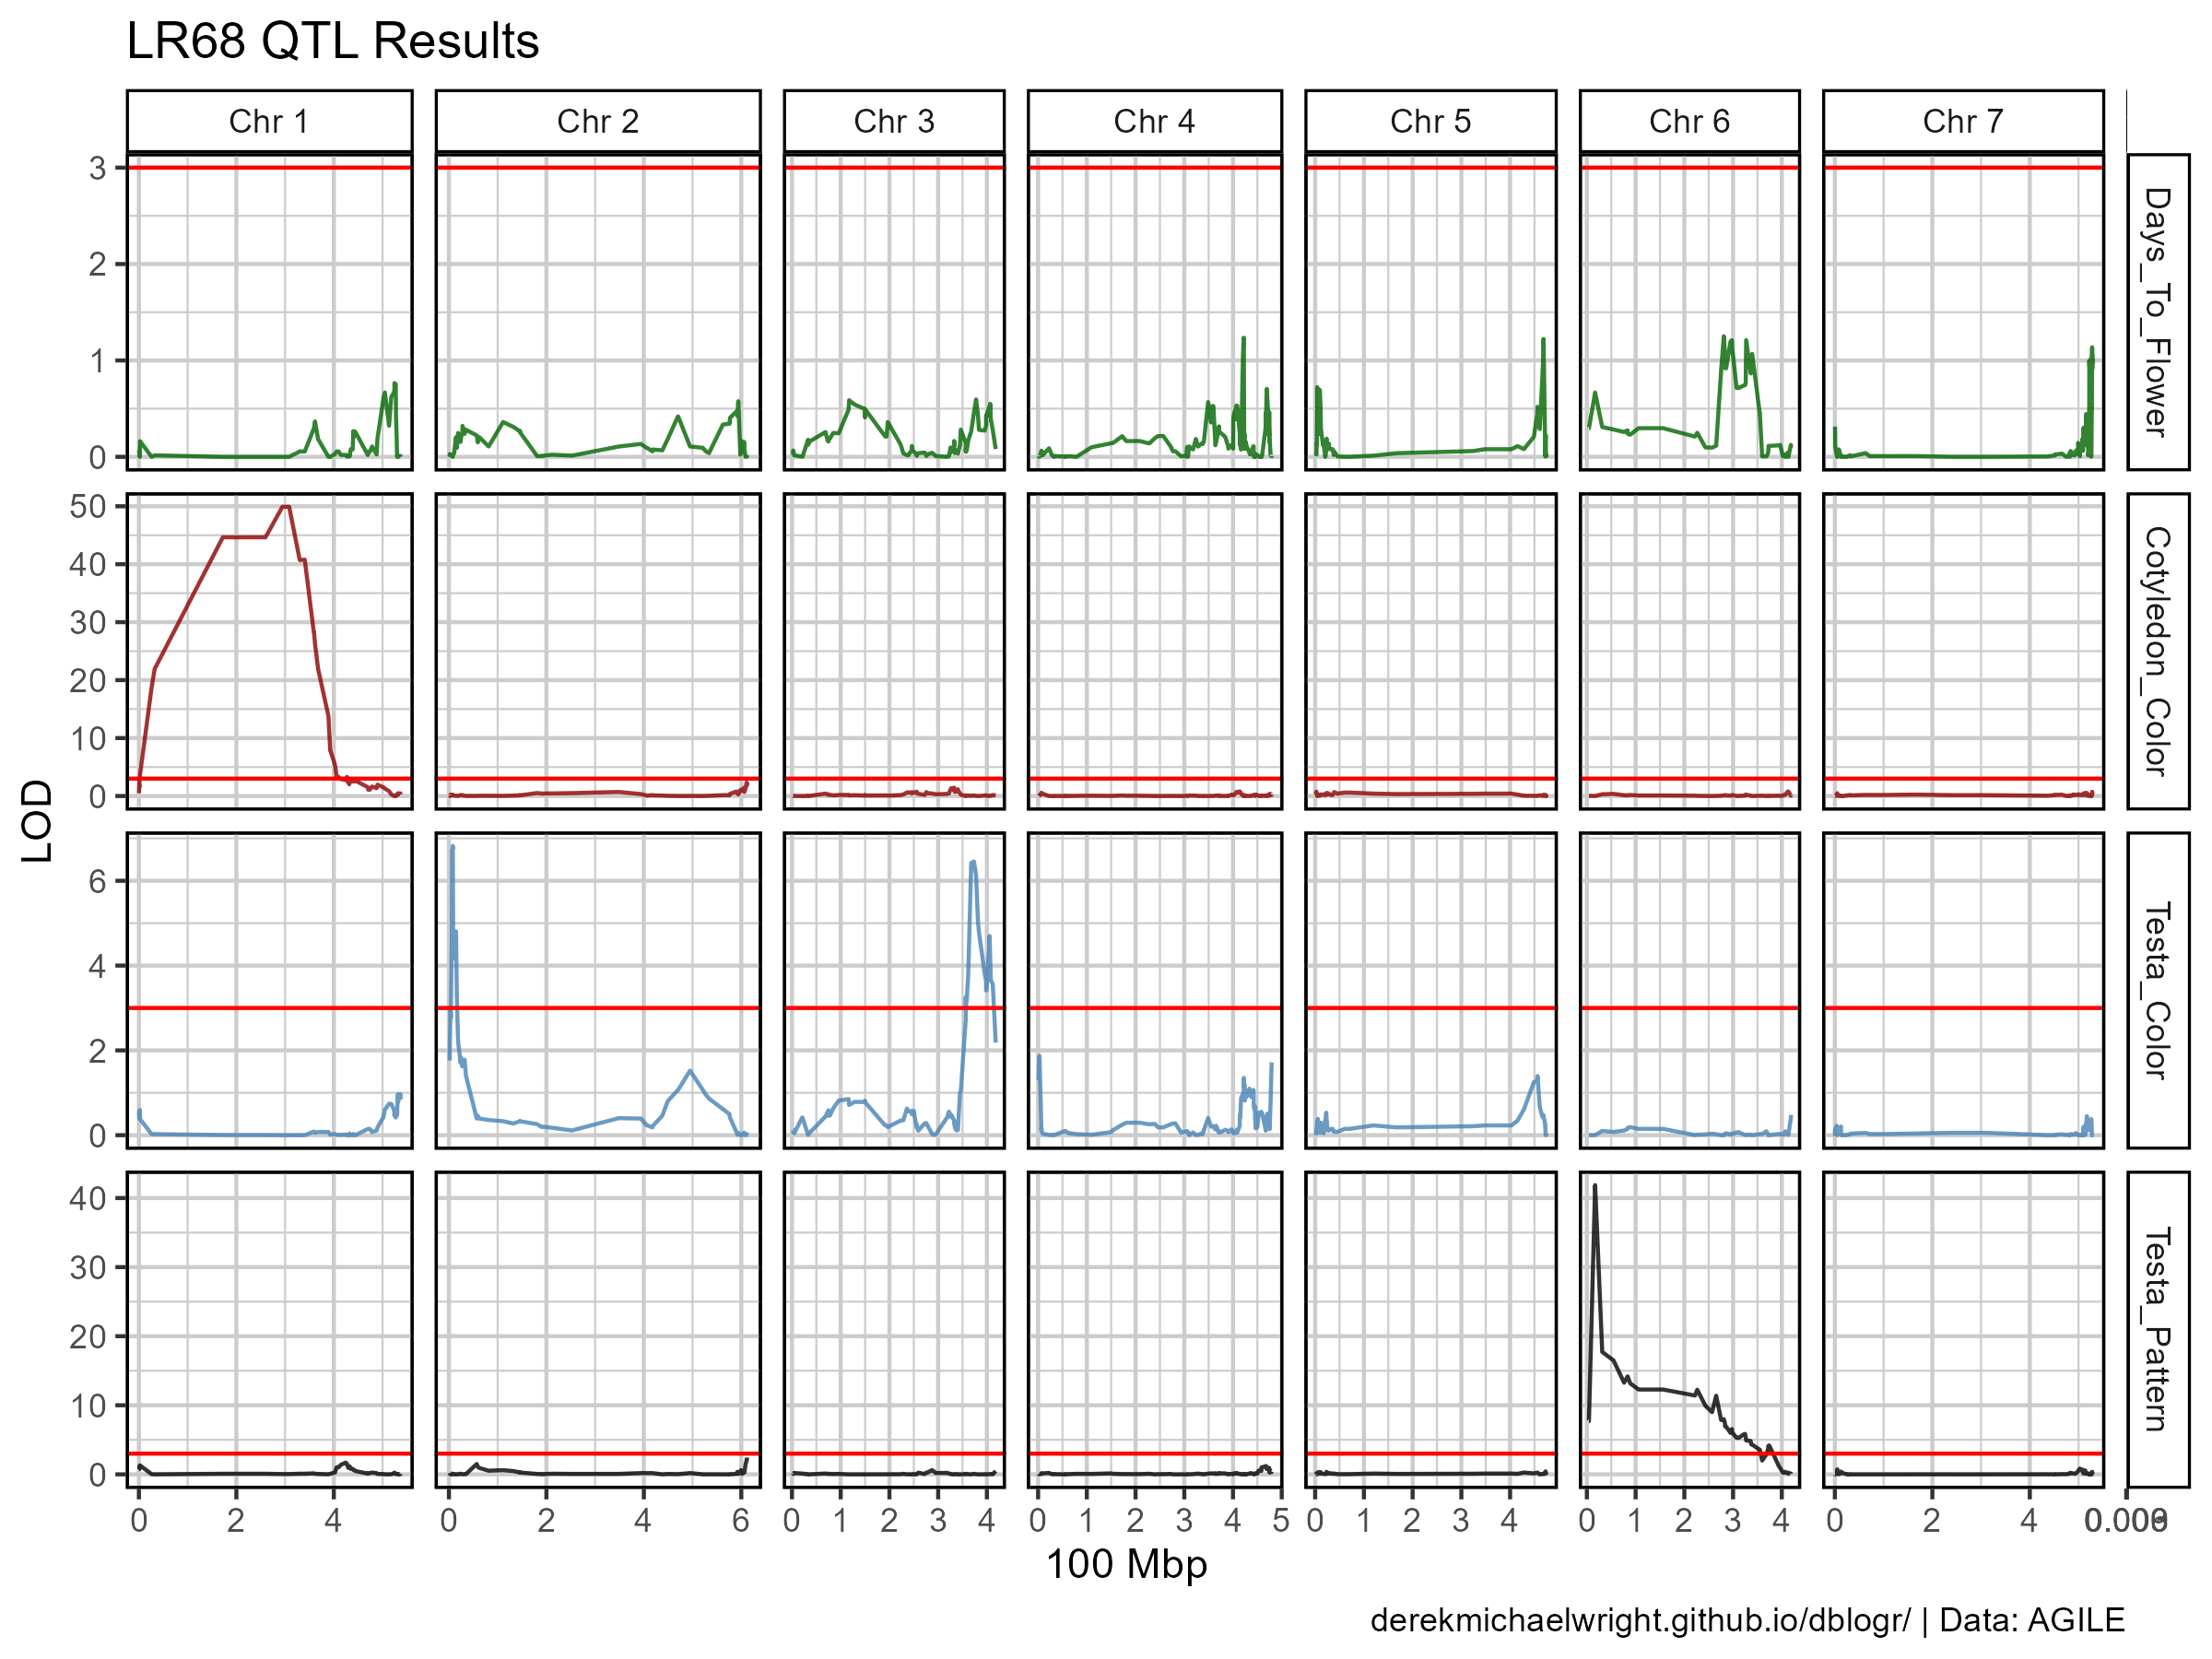 LR68 QTL Results
Chr 1 Chr 2 Chr 3 Chr 4 Chr 5 Chr 6 Chr 7
3
2
1
0
Days_To_Flower
50
40
30
20
10
0
Cotyledon_Color
6
4
2
0
Testa_Color
40
30
20
10
0
Testa_Pattern
LOD
0 2 4 0 2 4 6 0 1 2 3 4 0 1 2 3 4 5 0 1 2 3 4 0 1 2 3 4 0 2 4
100 Mbp
derekmichaelwright.github.io/dblogr/ | Data: AGILE